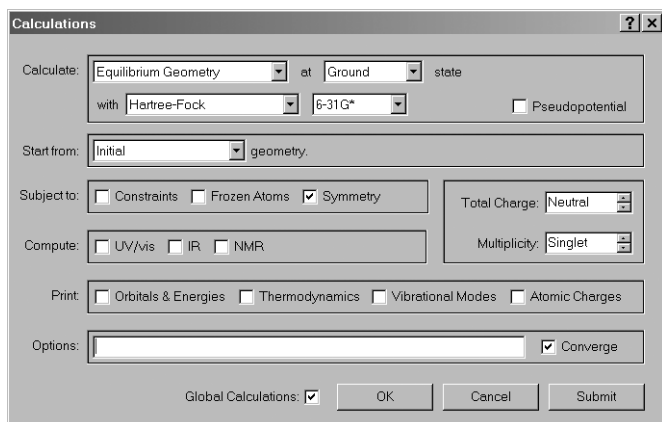 Calculations
Calculate: Equilibrium Geometry at Ground state
with Hartree-Fock 6-31G* Pseudopotential
Start from: Initial geometry.
Subject to: Constraints Frozen Atoms Symmetry
Total Charge: Neutral
Compute: UV/vis IR NMR
Multiplicity: Singlet
Print: Orbitals & Energies Thermodynamics Vibrational Modes Atomic Charges
Options: Converge
Global Calculations: OK Cancel Submit